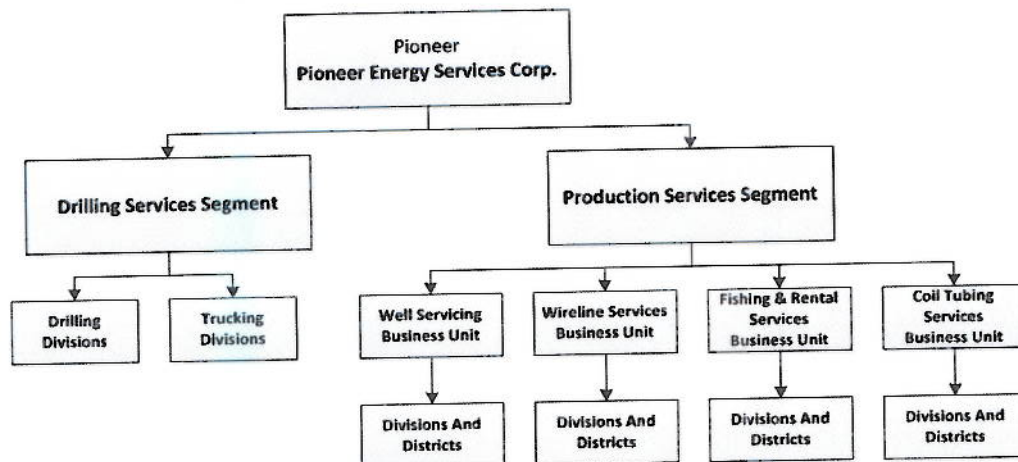 Pioneer
Pioneer Energy Services Corp.
Drilling Services Segment
Production Services Segment
Drilling
Divisions
Trucking
Divisions
Well Servicing
Business Unit
Wireline Services
Business Unit
Fishing & Rental
Services
Business Unit
Coil Tubing
Services
Business Unit
Divisions And
Districts
Divisions And
Districts
Divisions And
Districts
Divisions And
Districts